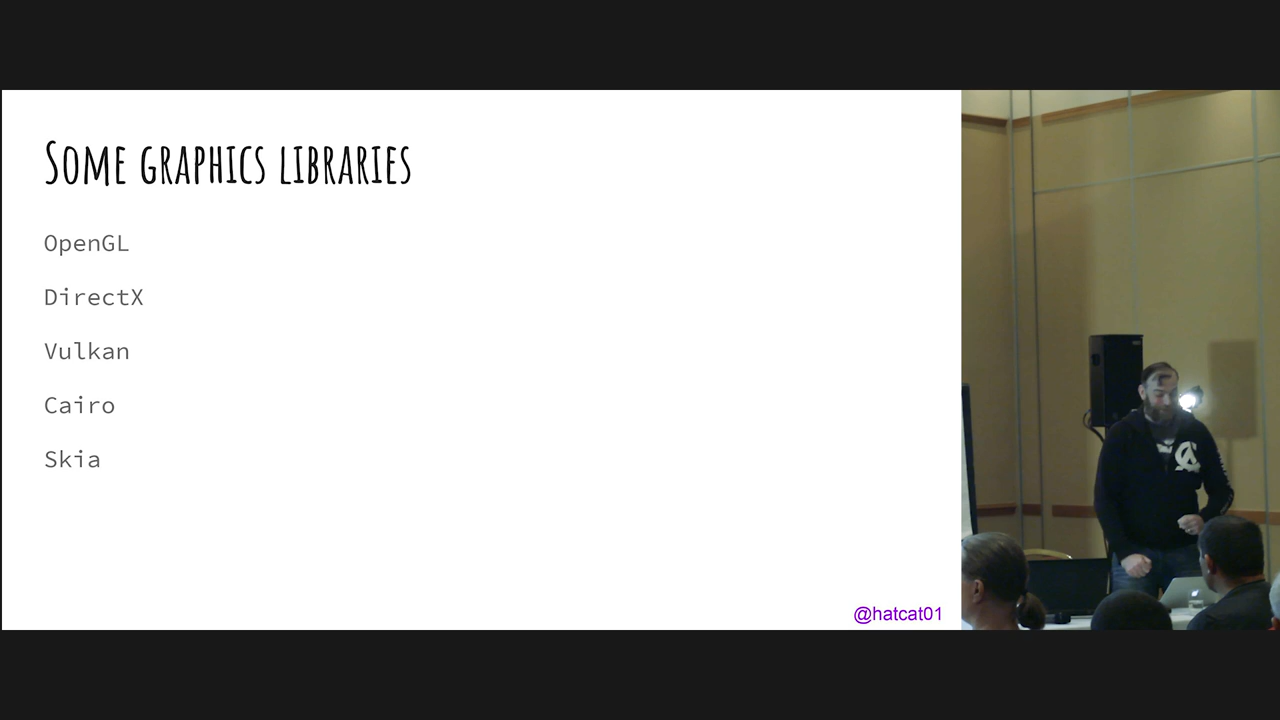 Some graphics libraries
OpenGL
DirectX
Vulkan
Cairo
Skia
@hatcat01